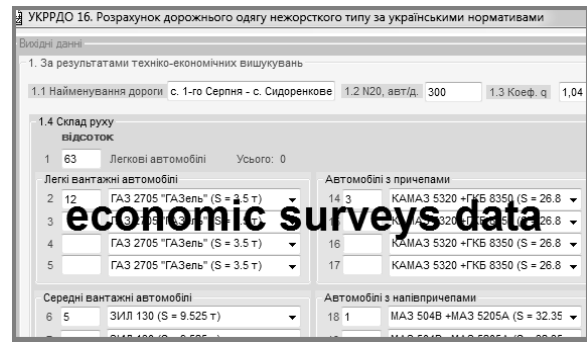 УКРРДО 16. Розрахунок дорожнього одягу нежорсткого типу за українськими нормативами
Вихідні данні
1. За результатами техніко-економічних вишукувань
1.1 Найменування дороги с. 1-го Серпня - с. Сидоренкове 1.2 N20, авт/д. 300 1.3 Коеф. q 1,04
1.4 Склад руху
відсоток
1 63 Легкові автомобілі Усього: 0
Легкі вантажні автомобілі Автомобілі з причепами
2 12 ГАЗ 2705 "ГАЗель" (S = 3.5 т) 14 3 КАМАЗ 5320 +ГКБ 8350 (S = 26.8
economic surveys data
3
4 ГАЗ 2705 "ГАЗель" (S = 3.5 т) 16 КАМАЗ 5320 +ГКБ 8350 (S = 26.8
5 ГАЗ 2705 "ГАЗель" (S = 3.5 т) 17 КАМАЗ 5320 +ГКБ 8350 (S = 26.8
Середні вантажні автомобілі Автомобілі з напівпричепами
6 5 ЗИЛ 130 (S = 9.525 т) 18 1 МАЗ 504В +МАЗ 5205А (S = 32.35